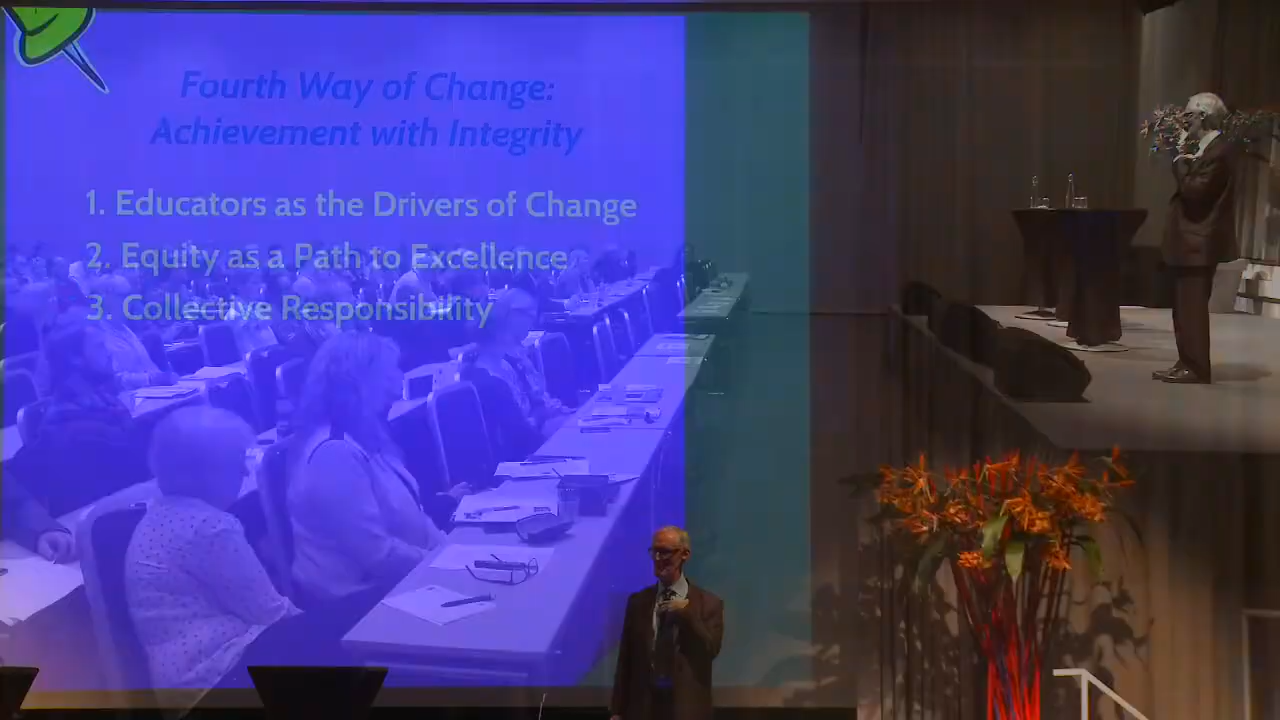 Fourth Way of Change:
Achievement with Integrity
1. Educators as the Drivers of Change
2. Equity as a Path to Excellence
3. Collective Responsibility